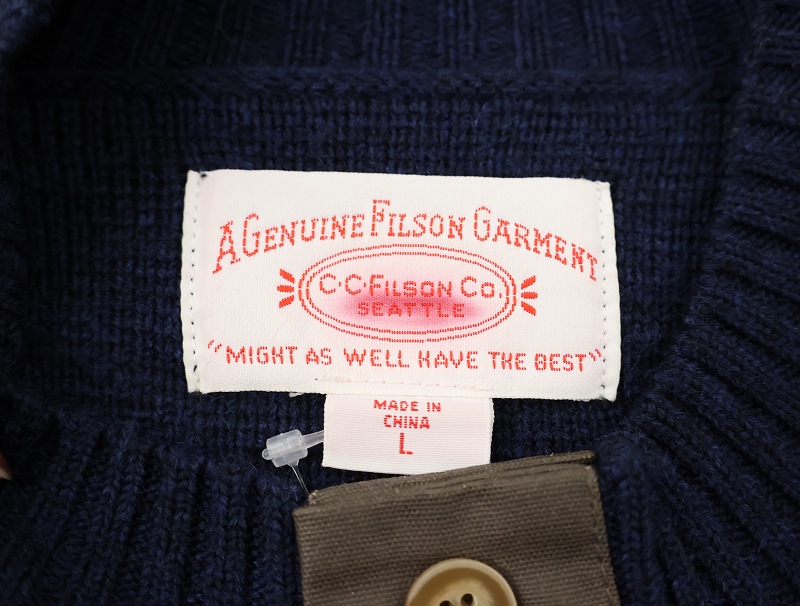 A GENUINE FILSON GARMENT
C·C·FILSON CO.
SEATTLE
"MIGHT AS WELL HAVE THE BEST"
MADE IN
CHINA
L